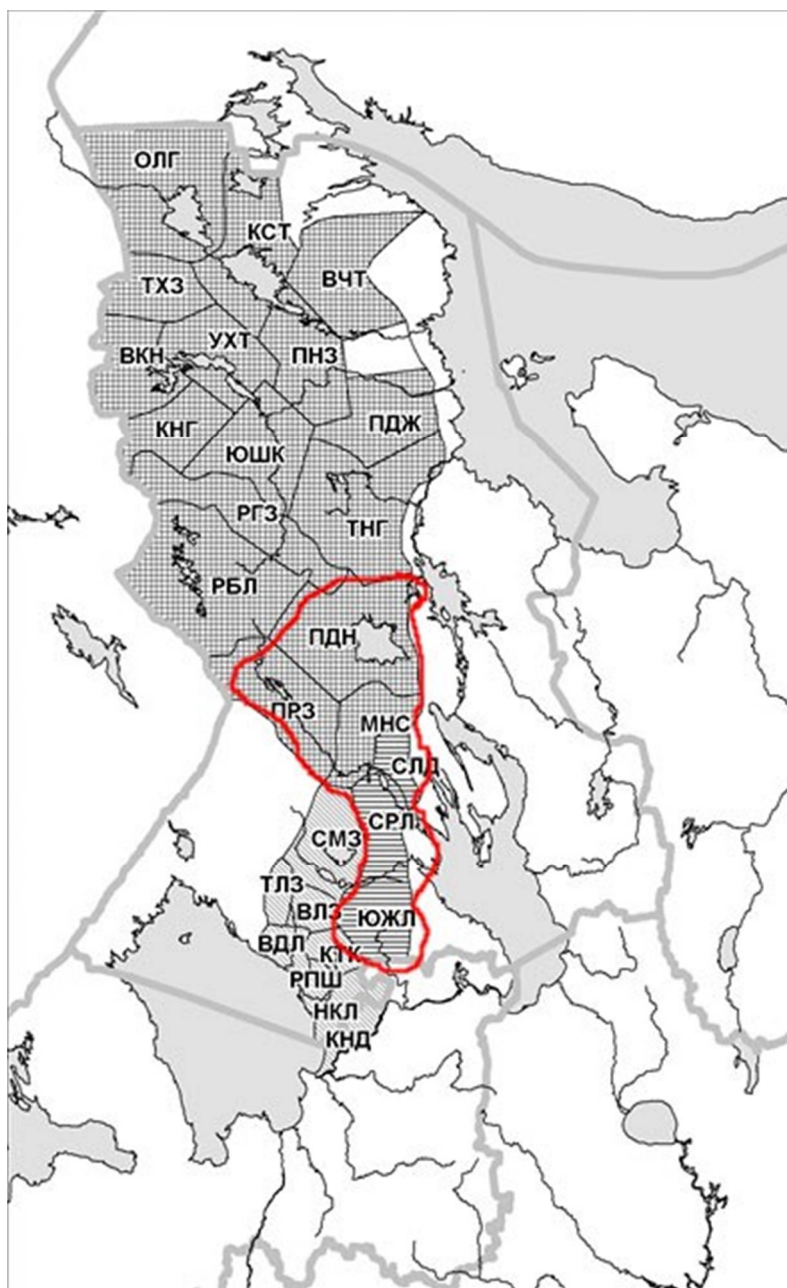 ОЛГ
КСТ
ВЧТ
ТХЗ
УХТ
ВКН
ПНЗ
КНГ
ПДЖ
ЮШК
РГЗ
ТНГ
РБЛ
ПДН
ПРЗ
МНС
СЛД
СРЛ
СМЗ
ТЛЗ
ВЛЗ
ЮЖЛ
ВДЛ
КТК
РПШ
НКЛ
КНД